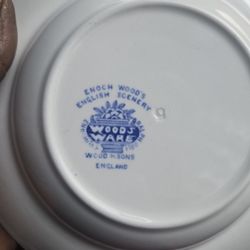 ENOCH WOOD'S
ENGLISH SCENERY
WOODS
WARE
WOOD & SONS
ENGLAND